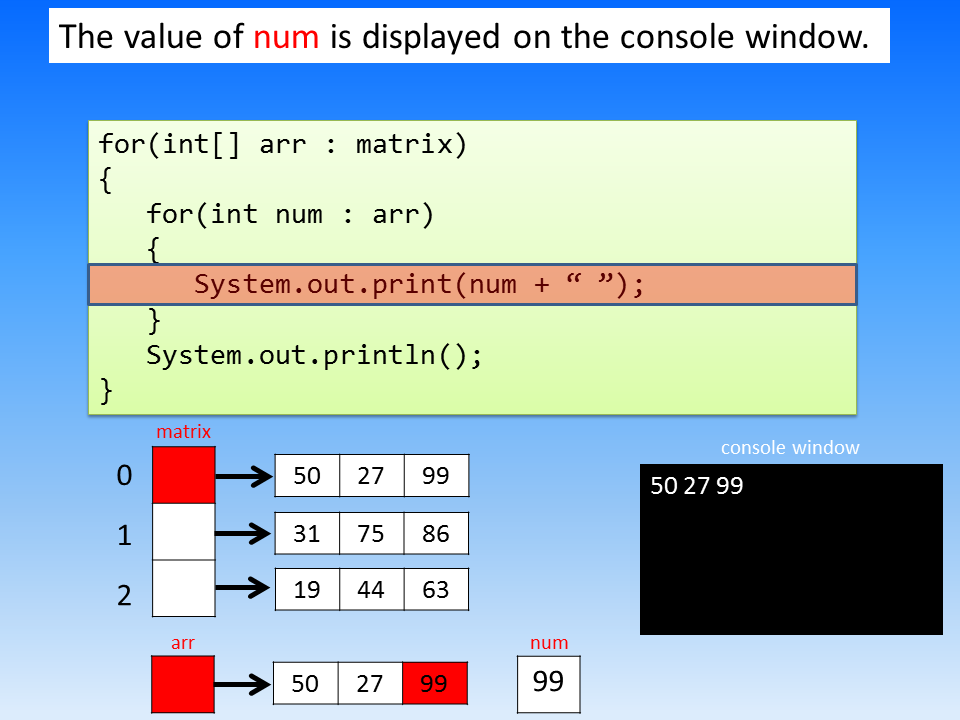 The value of num is displayed on the console window.
for(int[] arr : matrix)
{
   for(int num : arr)
   {
      System.out.print(num + “ ”);
   }
   System.out.println();
}
matrix
console window
0 50 27 99
50 27 99
1 31 75 86
2 19 44 63
arr
num
50 27 99
99